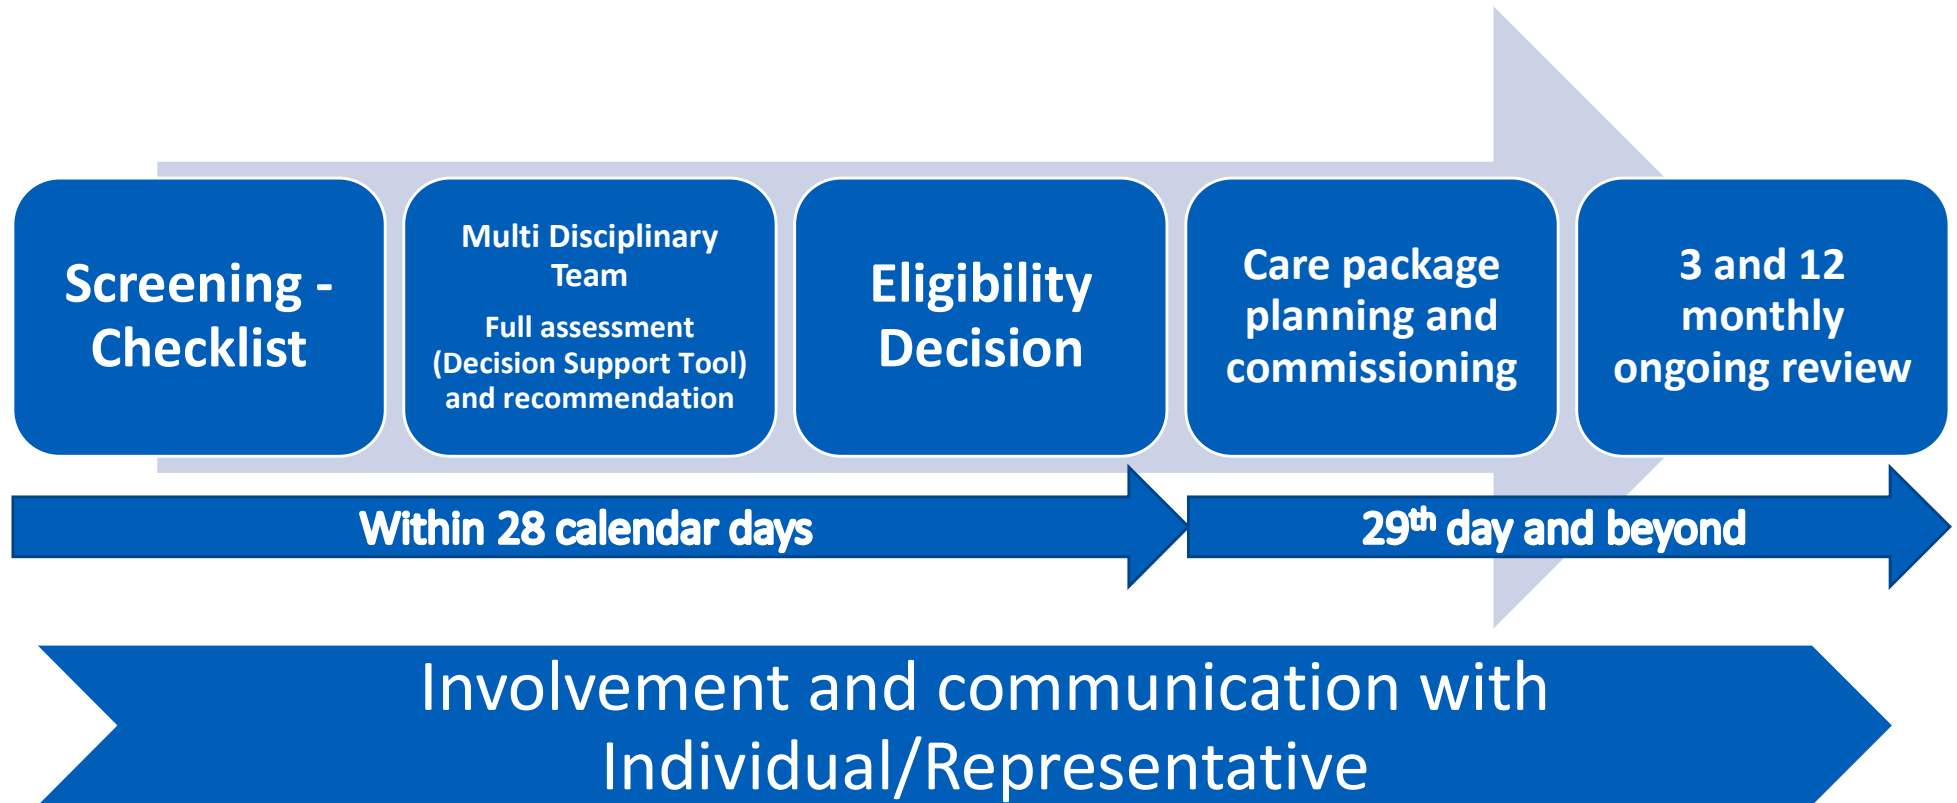 Screening -
Checklist
Multi Disciplinary
Team
Full assessment
(Decision Support Tool)
and recommendation
Eligibility
Decision
Care package
planning and
commissioning
3 and 12
monthly
ongoing review
Within 28 calendar days
29th day and beyond
Involvement and communication with
Individual/Representative